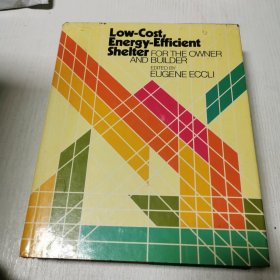 Low-Cost,
Energy-Efficient
Shelter FOR THE OWNER
AND BUILDER
EDITED BY
EUGENE ECCLI